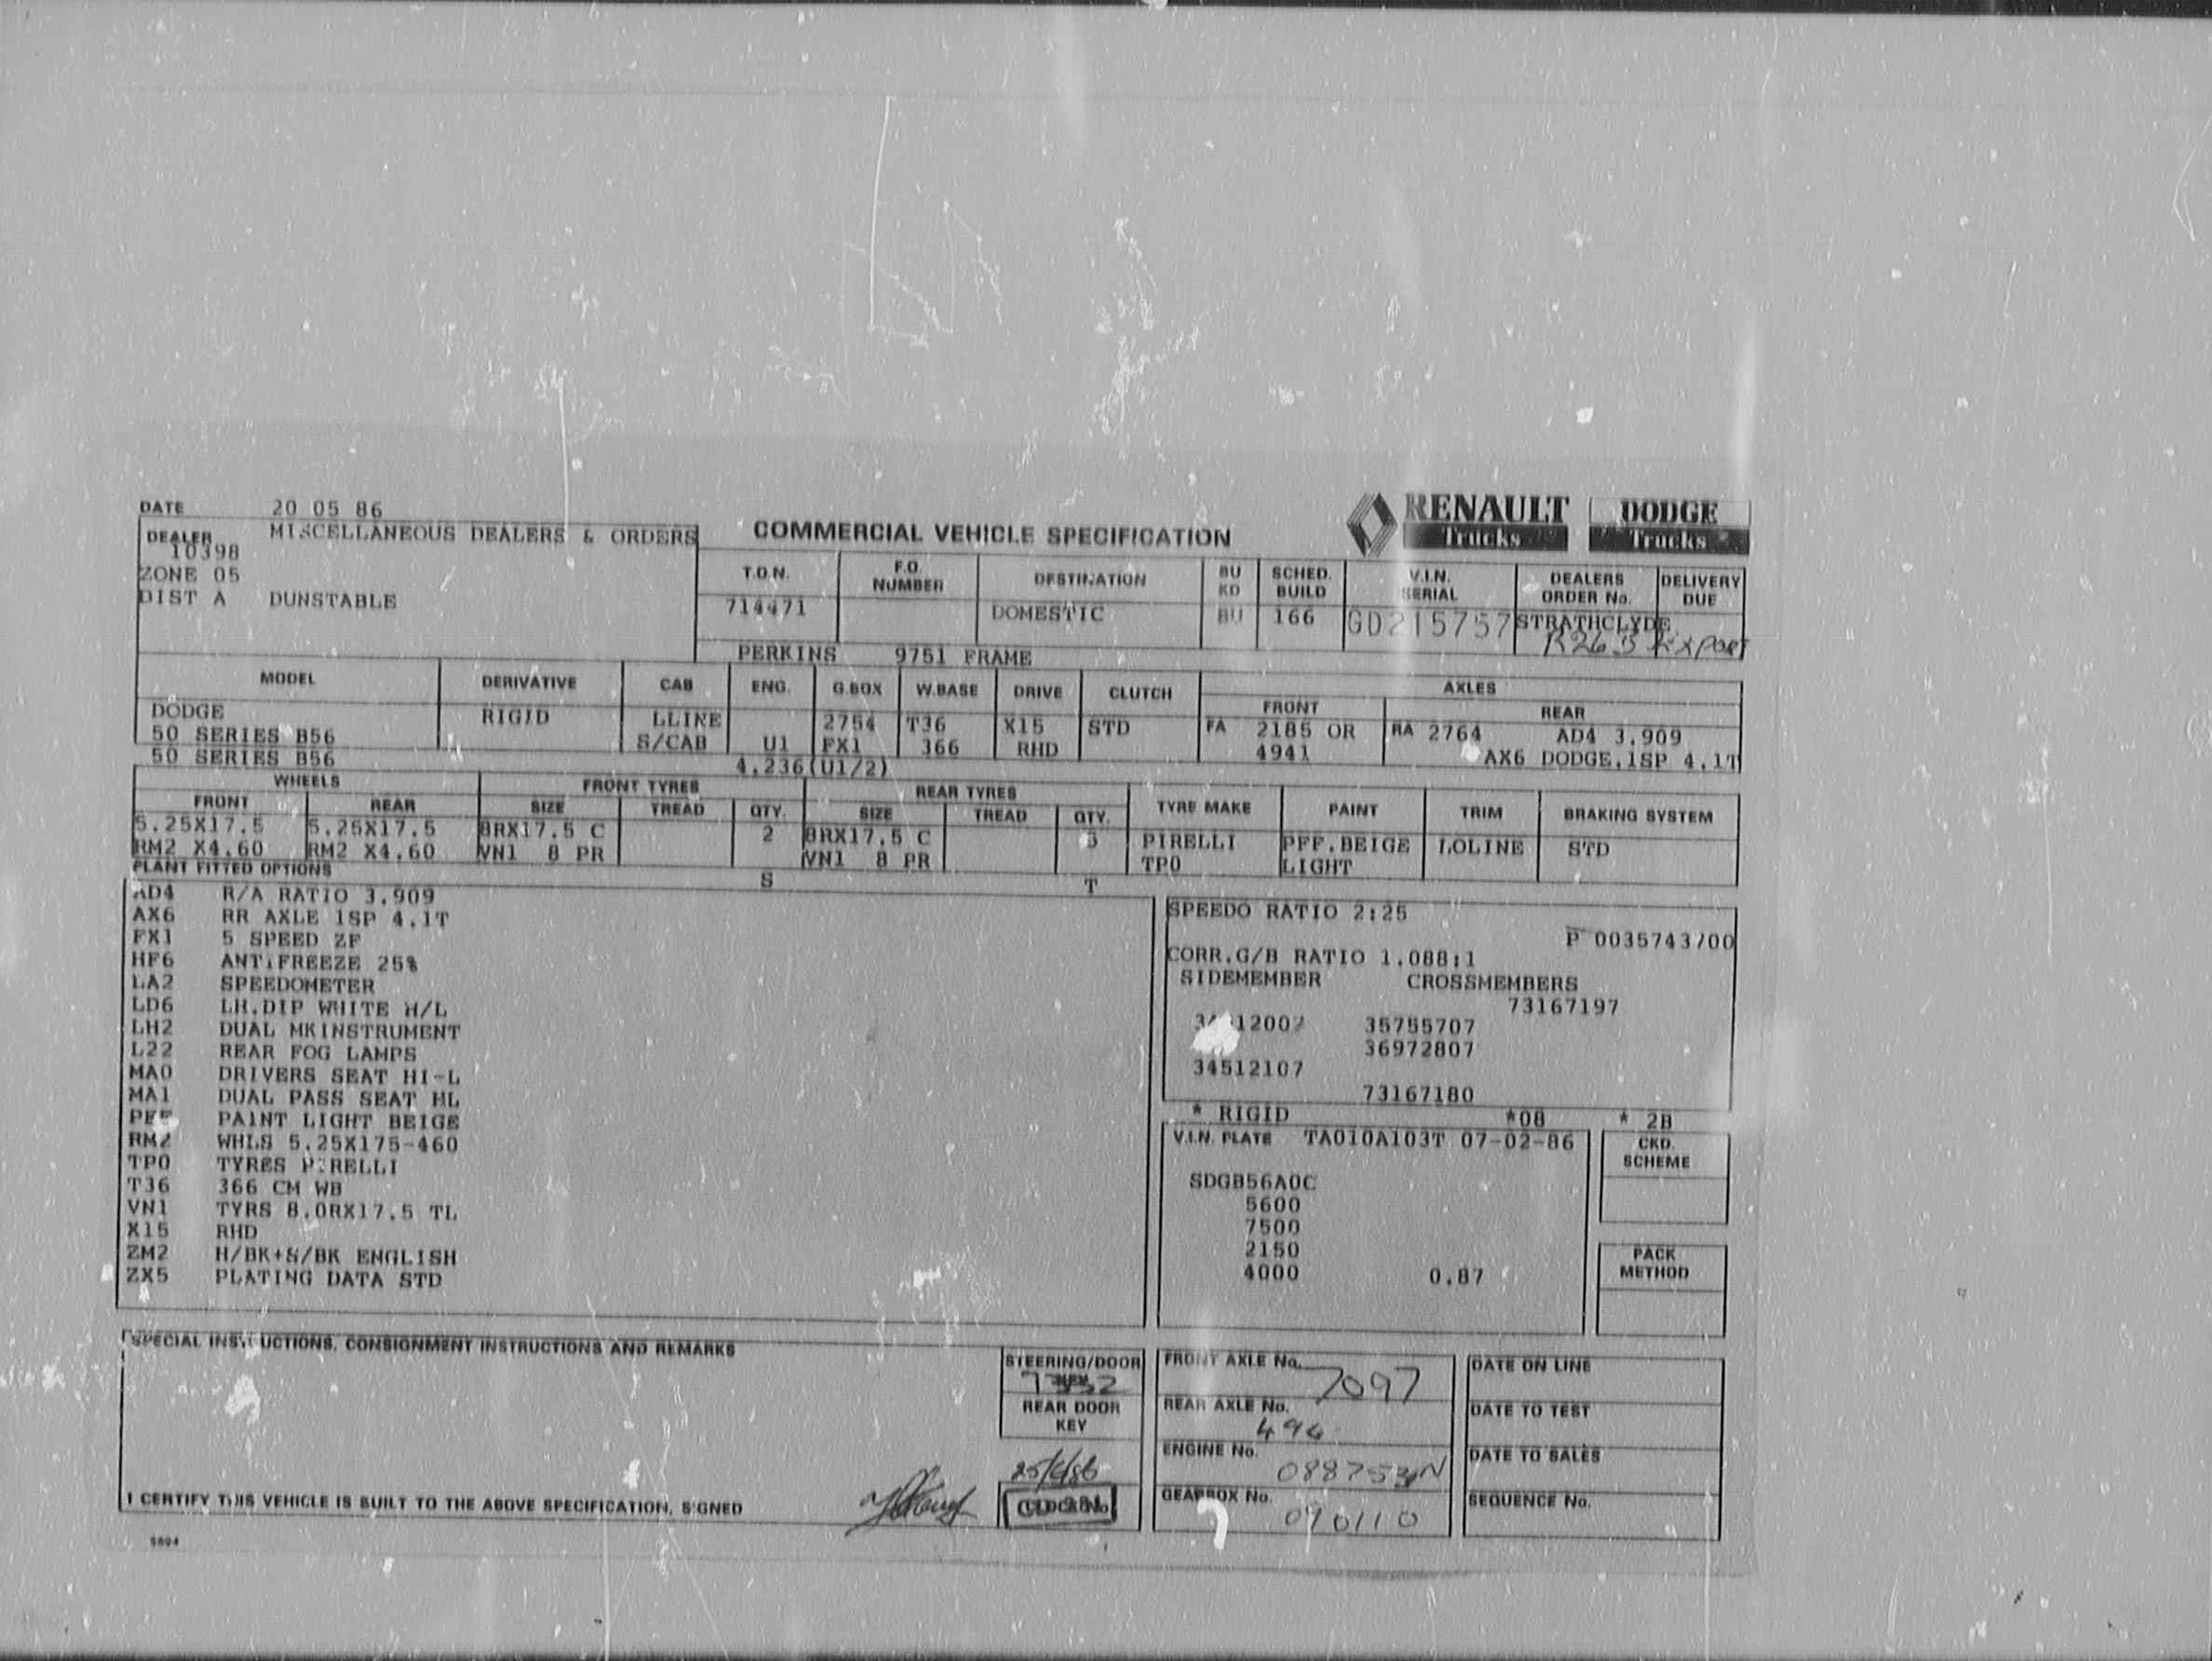 DATE 20 05 86
RENAULT Trucks DODGE Trucks
DEALER 10398 MISCELLANEOUS DEALERS & ORDERS
COMMERCIAL VEHICLE SPECIFICATION
ZONE 05
DIST A DUNSTABLE
T.O.N. F.O. NUMBER DESTINATION BU KD SCHED. BUILD V.I.N. SERIAL DEALERS ORDER No. DELIVERY DUE
714471 DOMESTIC BU 166 GD215757 STRATHCLYDE
EXPORT
PERKINS 9751 FRAME
MODEL DERIVATIVE CAB ENG. G.BOX W.BASE DRIVE CLUTCH AXLES
FRONT REAR
DODGE RIGID LLINE 2754 T36 X15 STD FA 2185 OR RA 2764 AD4 3.909
50 SERIES B56 S/CAB U1 FX1 366 RHD 4941 AX6 DODGE.1SP 4.1T
50 SERIES B56 4.236(U1/2)
WHEELS FRONT TYRES REAR TYRES TYRE MAKE PAINT TRIM BRAKING SYSTEM
FRONT REAR SIZE TREAD QTY. SIZE TREAD QTY.
5.25X17.5 5.25X17.5 8RX17.5 C 2 8RX17.5 C PIRELLI PFF.BEIGE LOLINE STD
RM2 X4.60 RM2 X4.60 VN1 8 PR VN1 8 PR TP0 LIGHT
PLANT FITTED OPTIONS S T
AD4 R/A RATIO 3.909
AX6 RR AXLE 1SP 4.1T
FX1 5 SPEED ZF
HF6 ANTIFREEZE 25%
LA2 SPEEDOMETER
LD6 LH.DIP WHITE H/L
LH2 DUAL MKINSTRUMENT
L22 REAR FOG LAMPS
MA0 DRIVERS SEAT HI-L
MA1 DUAL PASS SEAT HL
PFF PAINT LIGHT BEIGE
RM2 WHLS 5.25X175-460
TP0 TYRES PIRELLI
T36 366 CM WB
VN1 TYRS 8.0RX17.5 TL
X15 RHD
ZM2 H/BK+S/BK ENGLISH
ZX5 PLATING DATA STD
SPEEDO RATIO 2:25
P 0035743700
CORR.G/B RATIO 1.088:1
SIDEMEMBER CROSSMEMBERS
73167197
35755707
36972807
34512107
73167180
* RIGID *08 * 2B
V.I.N. PLATE TA010A103T 07-02-86
CKD. SCHEME
SDGB56A0C
5600
7500
2150
4000 0.87
PACK METHOD
SPECIAL INSTRUCTIONS, CONSIGNMENT INSTRUCTIONS AND REMARKS
STEERING/DOOR
REAR DOOR KEY
25/6/86
I CERTIFY THIS VEHICLE IS BUILT TO THE ABOVE SPECIFICATION, SIGNED
FRONT AXLE No. 7097
REAR AXLE No. 494
ENGINE No.
GEARBOX No. 090110
DATE ON LINE
DATE TO TEST
DATE TO SALES
SEQUENCE No.
5894